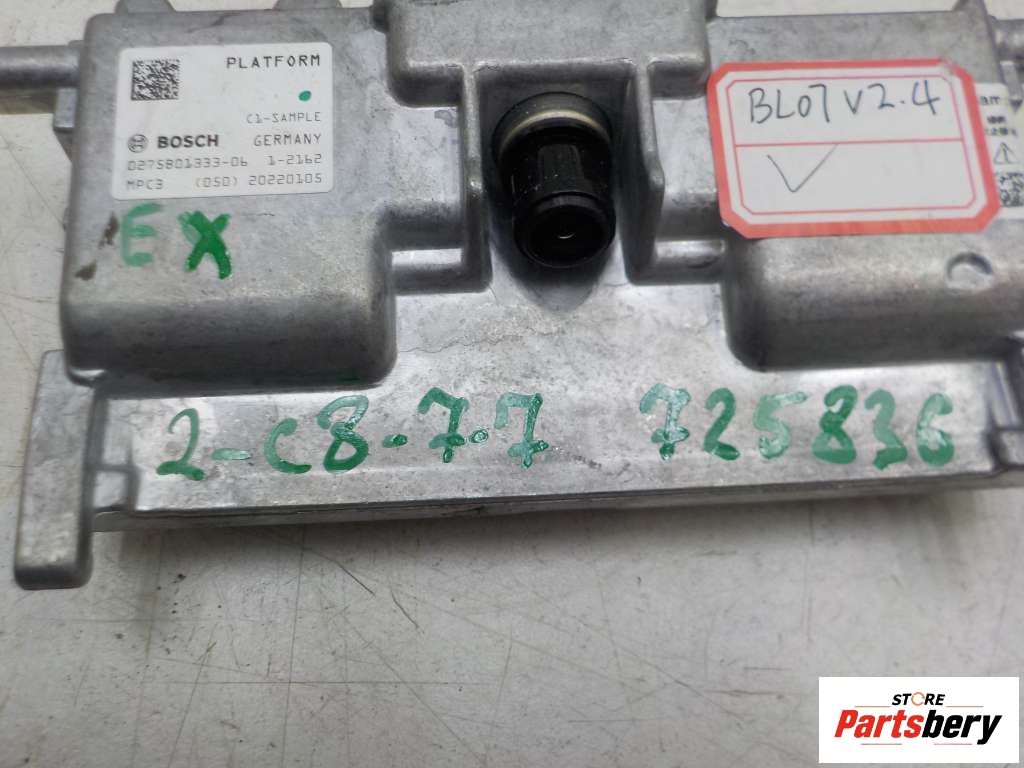 PLATFORM
C1-SAMPLE
BOSCH GERMANY
0275B01333-06 1-2162
MPC3 (050) 20220105
EX
BL07 V2.4
V
2-C8-7.7 725836
STORE
Partsbery